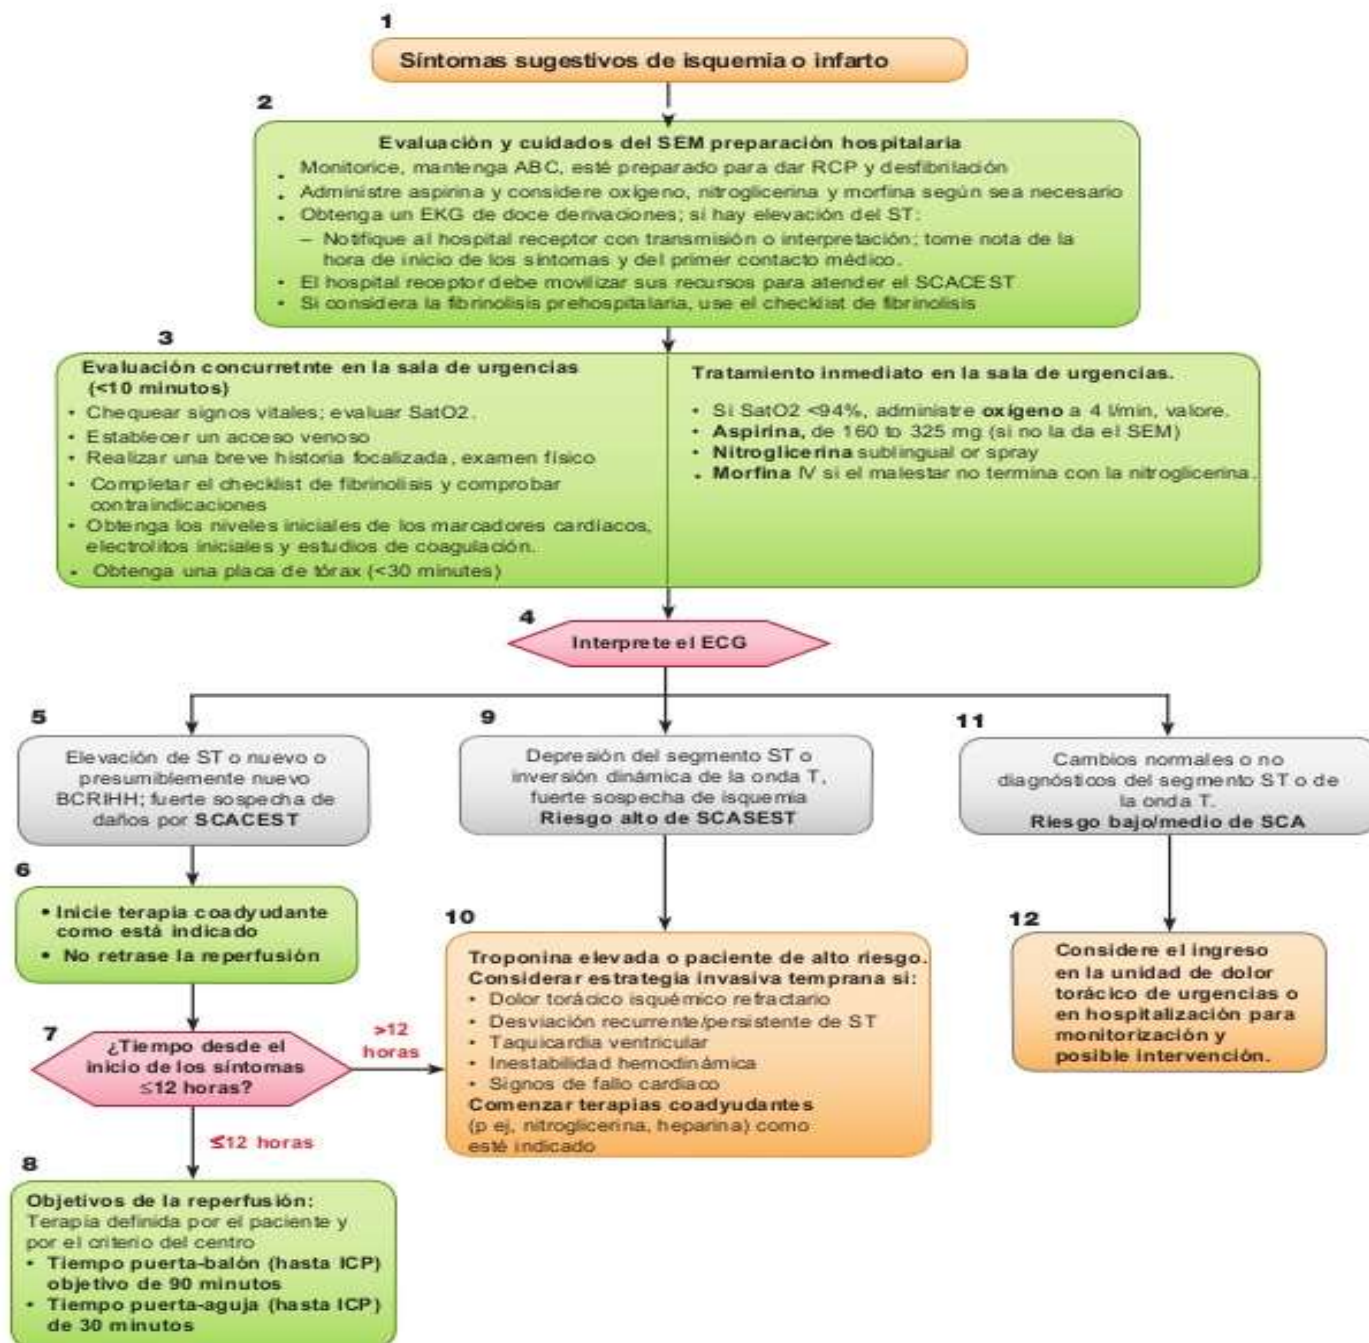 1
Síntomas sugestivos de isquemia o infarto
2
Evaluación y cuidados del SEM preparación hospitalaria
• Monitorice, mantenga ABC, esté preparado para dar RCP y desfibrilación
• Administre aspirina y considere oxígeno, nitroglicerina y morfina según sea necesario
• Obtenga un EKG de doce derivaciones; si hay elevación del ST:
– Notifique al hospital receptor con transmisión o interpretación; tome nota de la
hora de inicio de los síntomas y del primer contacto médico.
• El hospital receptor debe movilizar sus recursos para atender el SCACEST
• Si considera la fibrinolisis prehospitalaria, use el checklist de fibrinolisis
3
Evaluación concurretnte en la sala de urgencias
(<10 minutos)
• Chequear signos vitales; evaluar SatO2.
• Establecer un acceso venoso
• Realizar una breve historia focalizada, examen físico
• Completar el checklist de fibrinolisis y comprobar
contraindicaciones
• Obtenga los niveles iniciales de los marcadores cardíacos,
electrolitos iniciales y estudios de coagulación.
• Obtenga una placa de tórax (<30 minutes)
Tratamiento inmediato en la sala de urgencias.
• Si SatO2 <94%, administre oxígeno a 4 l/min, valore.
• Aspirina, de 160 to 325 mg (si no la da el SEM)
• Nitroglicerina sublingual or spray
• Morfina IV si el malestar no termina con la nitroglicerina.
4
Interprete el ECG
5
Elevación de ST o nuevo o
presumiblemente nuevo
BCRIHH; fuerte sospecha de
daños por SCACEST
6
• Inicie terapia coadyudante
como está indicado
• No retrase la reperfusión
7
¿Tiempo desde el
inicio de los síntomas
≤12 horas?
>12
horas
≤12 horas
8
Objetivos de la reperfusión:
Terapia definida por el paciente y
por el criterio del centro
• Tiempo puerta-balón (hasta ICP)
objetivo de 90 minutos
• Tiempo puerta-aguja (hasta ICP)
de 30 minutos
9
Depresión del segmento ST o
inversión dinámica de la onda T,
fuerte sospecha de isquemia
Riesgo alto de SCASEST
10
Troponina elevada o paciente de alto riesgo.
Considerar estrategia invasiva temprana si:
• Dolor torácico isquémico refractario
• Desviación recurrente/persistente de ST
• Taquicardia ventricular
• Inestabilidad hemodinámica
• Signos de fallo cardiaco
Comenzar terapias coadyudantes
(p ej, nitroglicerina, heparina) como
esté indicado
11
Cambios normales o no
diagnósticos del segmento ST o de
la onda T.
Riesgo bajo/medio de SCA
12
Considere el ingreso
en la unidad de dolor
torácico de urgencias o
en hospitalización para
monitorización y
posible intervención.